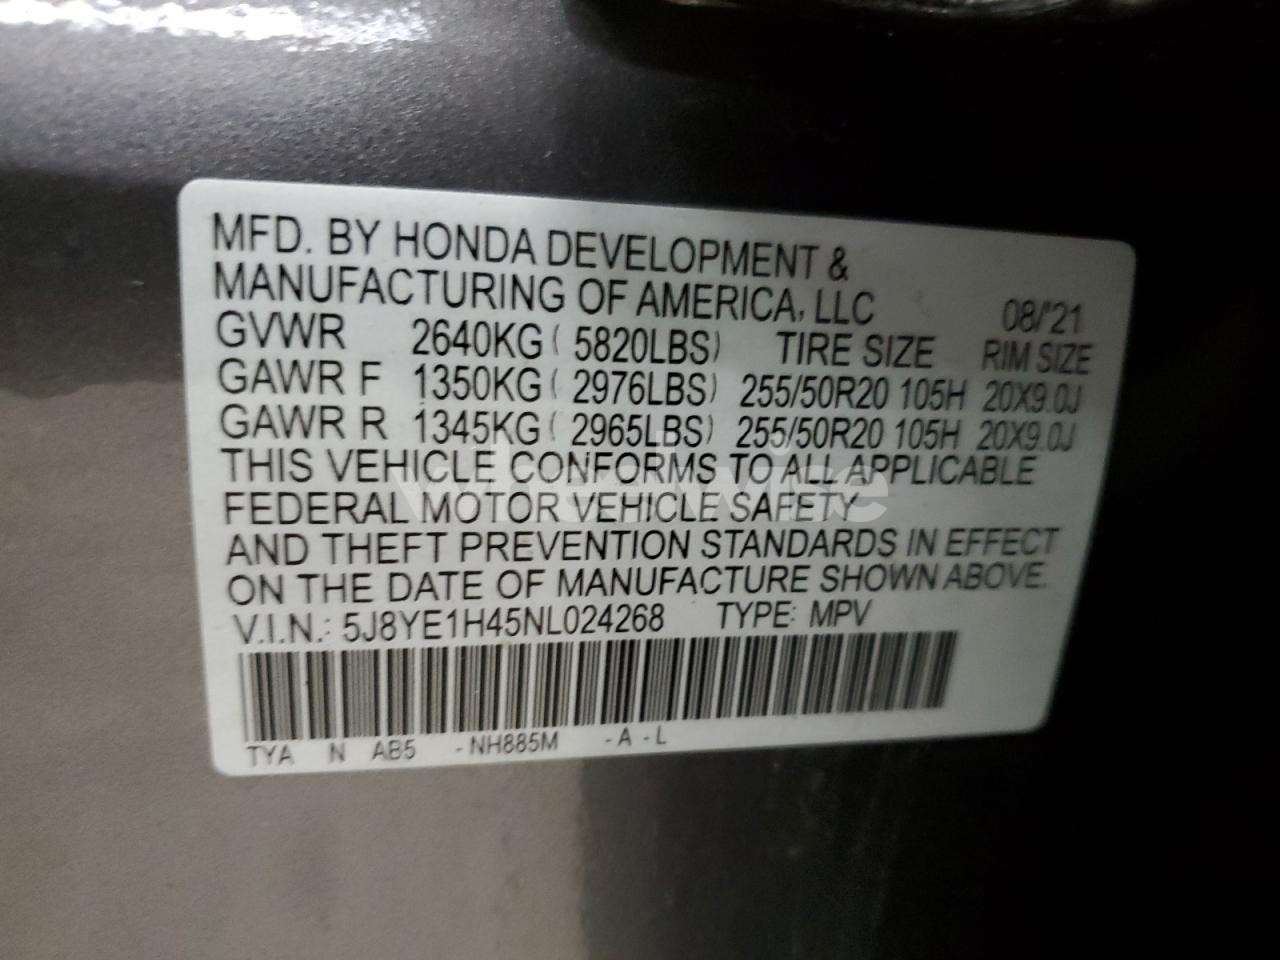 MFD. BY HONDA DEVELOPMENT &
MANUFACTURING OF AMERICA, LLC 08/'21
GVWR 2640KG ( 5820LBS) TIRE SIZE RIM SIZE
GAWR F 1350KG ( 2976LBS) 255/50R20 105H 20X9.0J
GAWR R 1345KG ( 2965LBS) 255/50R20 105H 20X9.0J
THIS VEHICLE CONFORMS TO ALL APPLICABLE
FEDERAL MOTOR VEHICLE SAFETY
AND THEFT PREVENTION STANDARDS IN EFFECT
ON THE DATE OF MANUFACTURE SHOWN ABOVE.
V.I.N.: 5J8YE1H45NL024268 TYPE: MPV
TYA N AB5 -NH885M -A -L